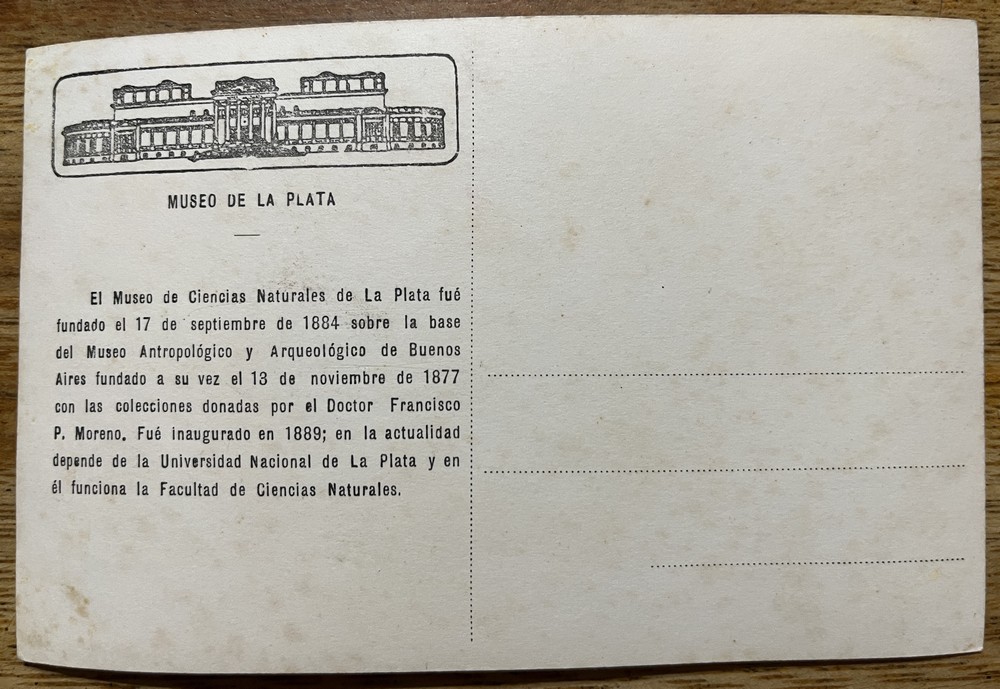 MUSEO DE LA PLATA
El Museo de Ciencias Naturales de La Plata fué
fundado el 17 de septiembre de 1884 sobre la base
del Museo Antropológico y Arqueológico de Buenos
Aires fundado a su vez el 13 de noviembre de 1877
con las colecciones donadas por el Doctor Francisco
P. Moreno. Fué inaugurado en 1889; en la actualidad
depende de la Universidad Nacional de La Plata y en
él funciona la Facultad de Ciencias Naturales.